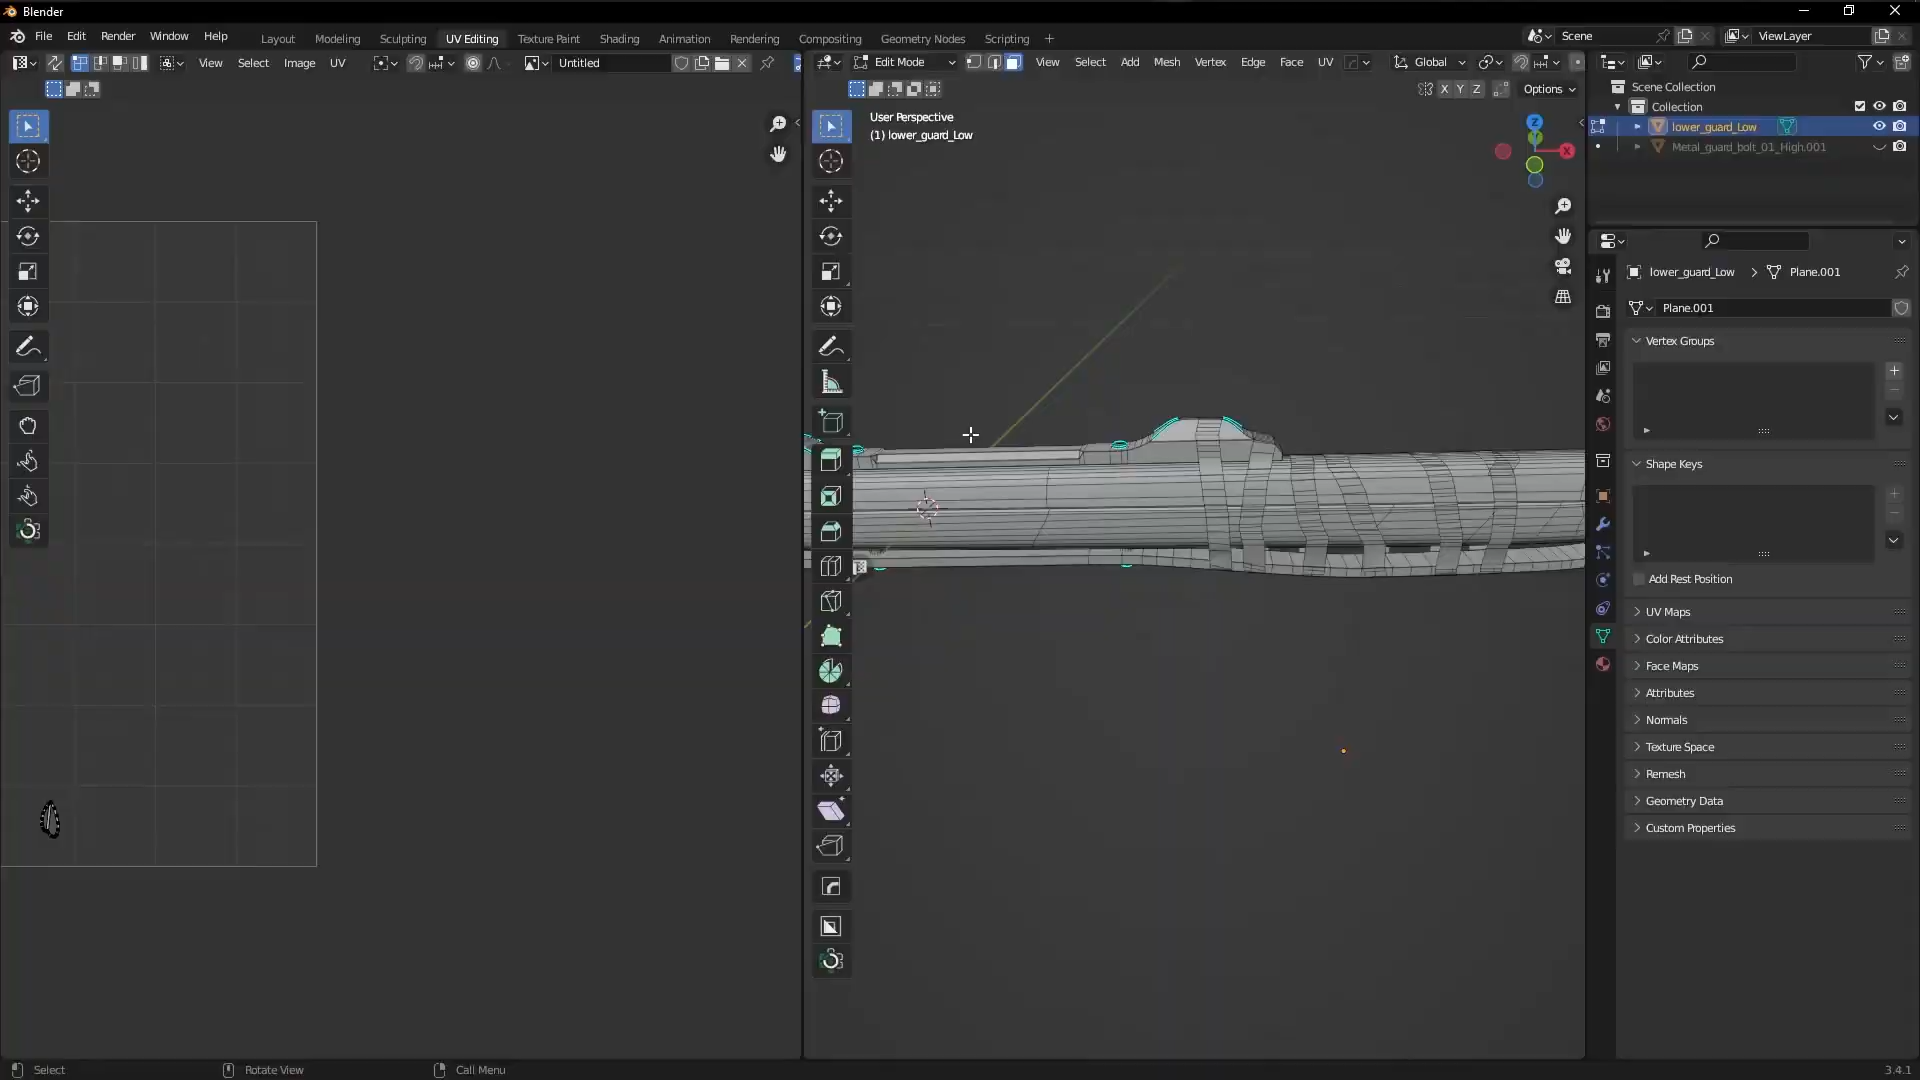 Blender
File Edit Render Window Help
Layout Modeling Sculpting UV Editing Texture Paint Shading Animation Rendering Compositing Geometry Nodes Scripting +
Scene
ViewLayer
View Select Image UV
Untitled
Edit Mode
View Select Add Mesh Vertex Edge Face UV
Global
X Y Z
Options
User Perspective
(1) lower_guard_Low
Z
X
Scene Collection
Collection
lower_guard_Low
Metal_guard_bolt_01_High.001
lower_guard_Low > Plane.001
Plane.001
Vertex Groups
Shape Keys
Add Rest Position
UV Maps
Color Attributes
Face Maps
Attributes
Normals
Texture Space
Remesh
Geometry Data
Custom Properties
Select
Rotate View
Call Menu
3.4.1